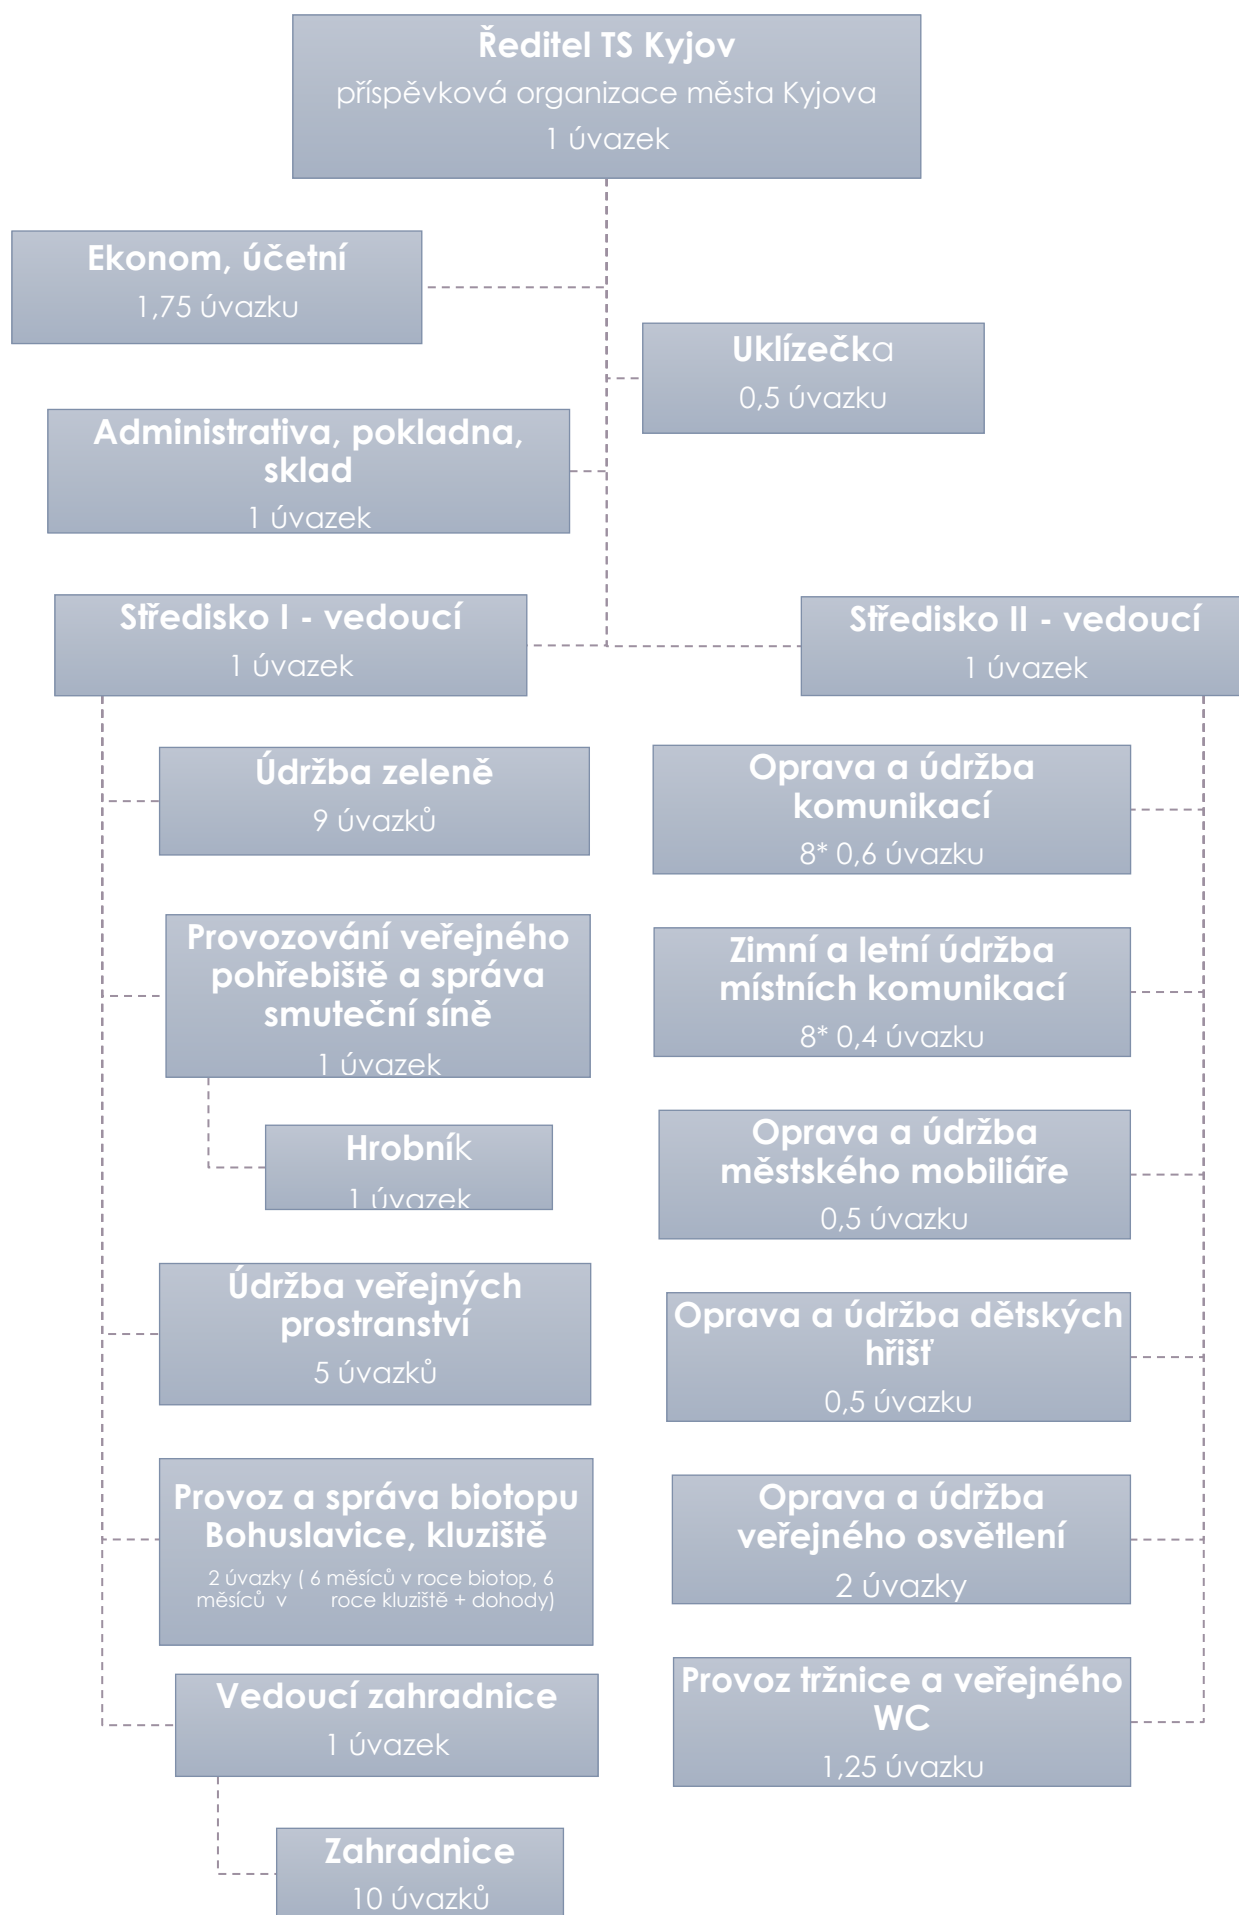 Ředitel TS Kyjov
příspěvková organizace města Kyjova
1 úvazek
Ekonom, účetní
1,75 úvazku
Uklízečka
0,5 úvazku
Administrativa, pokladna,
sklad
1 úvazek
Středisko I - vedoucí
1 úvazek
Středisko II - vedoucí
1 úvazek
Údržba zeleně
9 úvazků
Provozování veřejného
pohřebiště a správa
smuteční síně
1 úvazek
Hrobník
1 úvazek
Údržba veřejných
prostranství
5 úvazků
Provoz a správa biotopu
Bohuslavice, kluziště
2 úvazky ( 6 měsíců v roce biotop, 6
měsíců v roce kluziště + dohody)
Vedoucí zahradnice
1 úvazek
Zahradnice
10 úvazků
Oprava a údržba
komunikací
8* 0,6 úvazku
Zimní a letní údržba
místních komunikací
8* 0,4 úvazku
Oprava a údržba
městského mobiliáře
0,5 úvazku
Oprava a údržba dětských
hřišť
0,5 úvazku
Oprava a údržba
veřejného osvětlení
2 úvazky
Provoz tržnice a veřejného
WC
1,25 úvazku